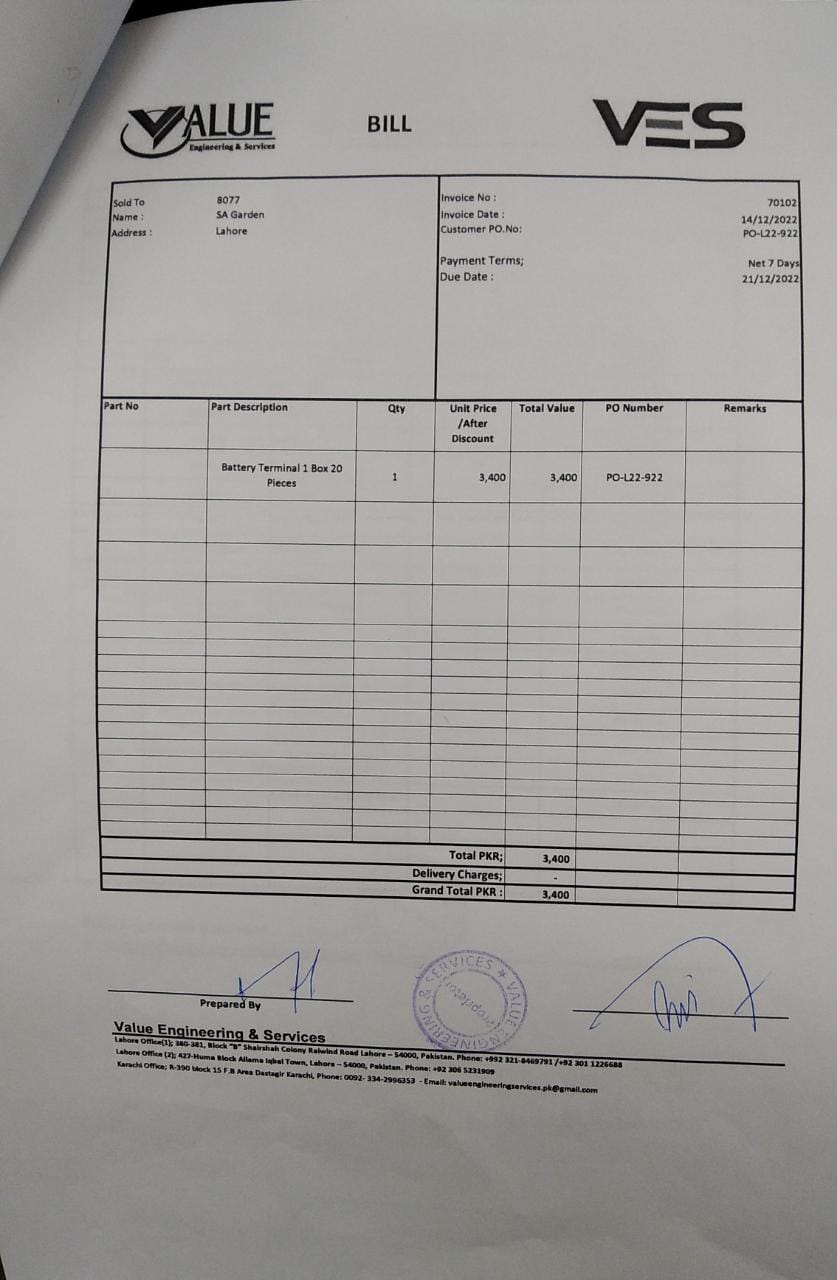 VALUE
Engineering & Services
BILL
VES
Sold To 8077
Name : SA Garden
Address : Lahore
Invoice No : 70102
Invoice Date : 14/12/2022
Customer PO.No: PO-L22-922
Payment Terms; Net 7 Days
Due Date : 21/12/2022
Part No Part Description Qty Unit Price /After Discount Total Value PO Number Remarks
Battery Terminal 1 Box 20 Pieces 1 3,400 3,400 PO-L22-922
Total PKR; 3,400
Delivery Charges; -
Grand Total PKR : 3,400
Prepared By
VALUE ENGINEERING & SERVICES ★
Proprietor
Value Engineering & Services
Lahore Office(1); 380-381, Block "B" Shairshah Colony Raiwind Road Lahore – 54000, Pakistan. Phone: +992 321-8469791 /+92 301 1226688
Lahore Office (2); 427-Huma Block Allama Iqbal Town, Lahore – 54000, Pakistan. Phone: +92 306 5231909
Karachi Office; R-390 block 15 F.B Area Dastagir Karachi, Phone: 0092- 334-2996353 - Email: valueengineeringservices.pk@gmail.com